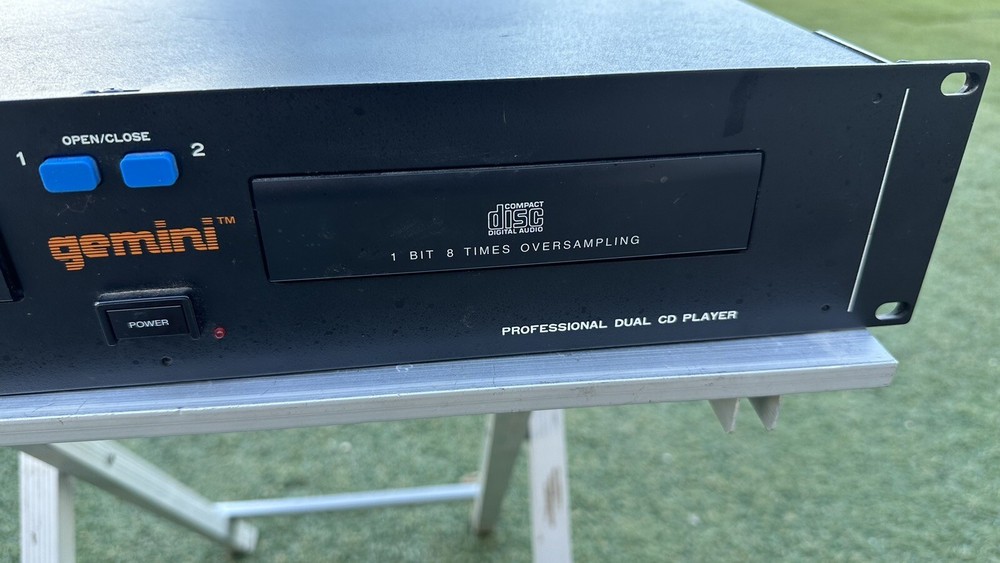 OPEN/CLOSE
1 2
gemini™
POWER
COMPACT
disc
DIGITAL AUDIO
1 BIT 8 TIMES OVERSAMPLING
PROFESSIONAL DUAL CD PLAYER